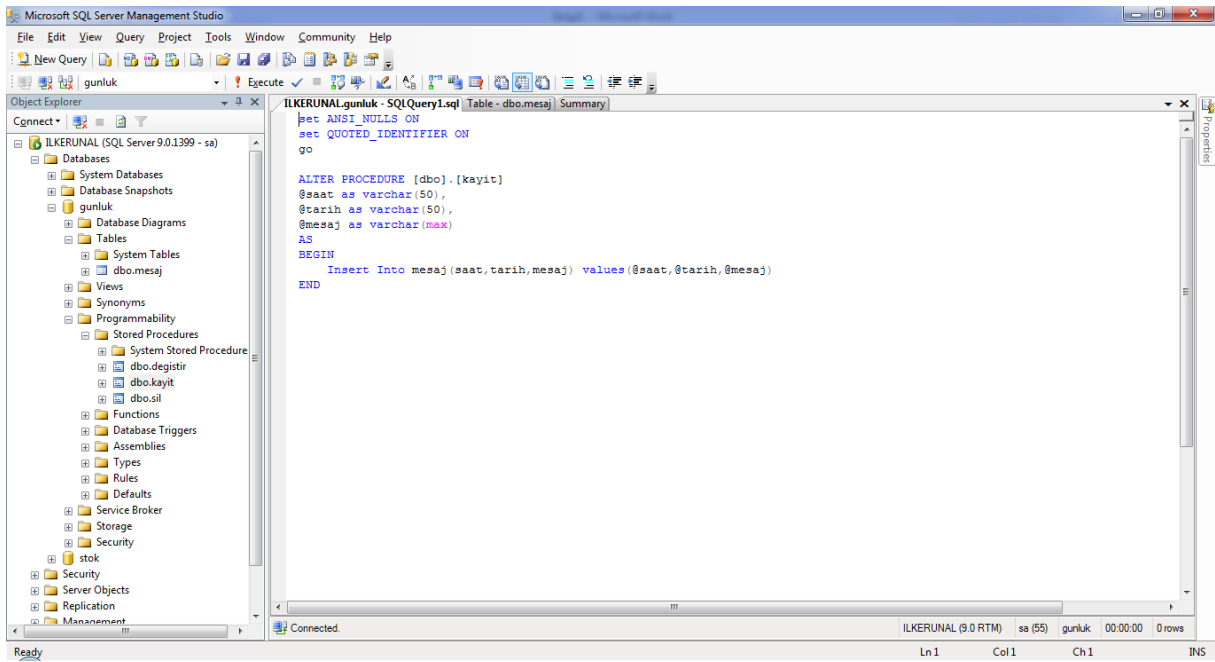 Microsoft SQL Server Management Studio
File Edit View Query Project Tools Window Community Help
New Query
gunluk Execute
Object Explorer
Connect
ILKERUNAL (SQL Server 9.0.1399 - sa)
Databases
System Databases
Database Snapshots
gunluk
Database Diagrams
Tables
System Tables
dbo.mesaj
Views
Synonyms
Programmability
Stored Procedures
System Stored Procedure
dbo.degistir
dbo.kayit
dbo.sil
Functions
Database Triggers
Assemblies
Types
Rules
Defaults
Service Broker
Storage
Security
stok
Security
Server Objects
Replication
Management
ILKERUNAL.gunluk - SQLQuery1.sql Table - dbo.mesaj Summary
set ANSI_NULLS ON
set QUOTED_IDENTIFIER ON
go
ALTER PROCEDURE [dbo].[kayit]
@saat as varchar(50),
@tarih as varchar(50),
@mesaj as varchar(max)
AS
BEGIN
Insert Into mesaj(saat,tarih,mesaj) values(@saat,@tarih,@mesaj)
END
Properties
Connected. ILKERUNAL (9.0 RTM) sa (55) gunluk 00:00:00 0 rows
Ready Ln 1 Col 1 Ch 1 INS